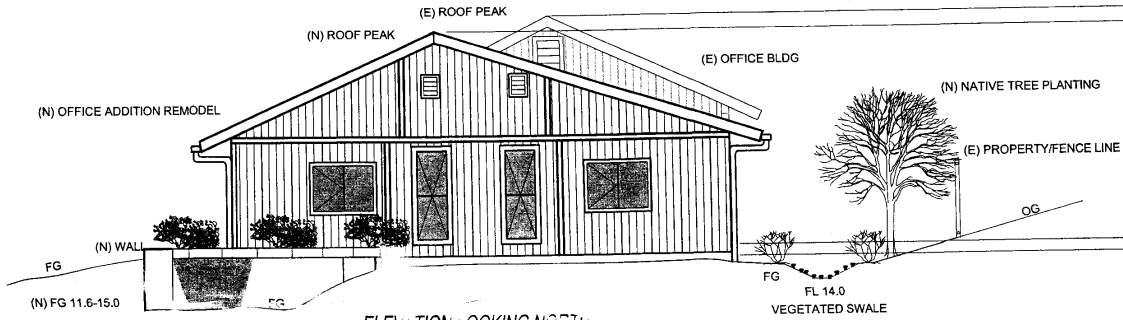 (E) ROOF PEAK
(N) ROOF PEAK
(E) OFFICE BLDG
(N) NATIVE TREE PLANTING
(N) OFFICE ADDITION REMODEL
(E) PROPERTY/FENCE LINE
OG
(N) WALL
FG
FG
(N) FG 11.6-15.0
FG
FL 14.0
VEGETATED SWALE